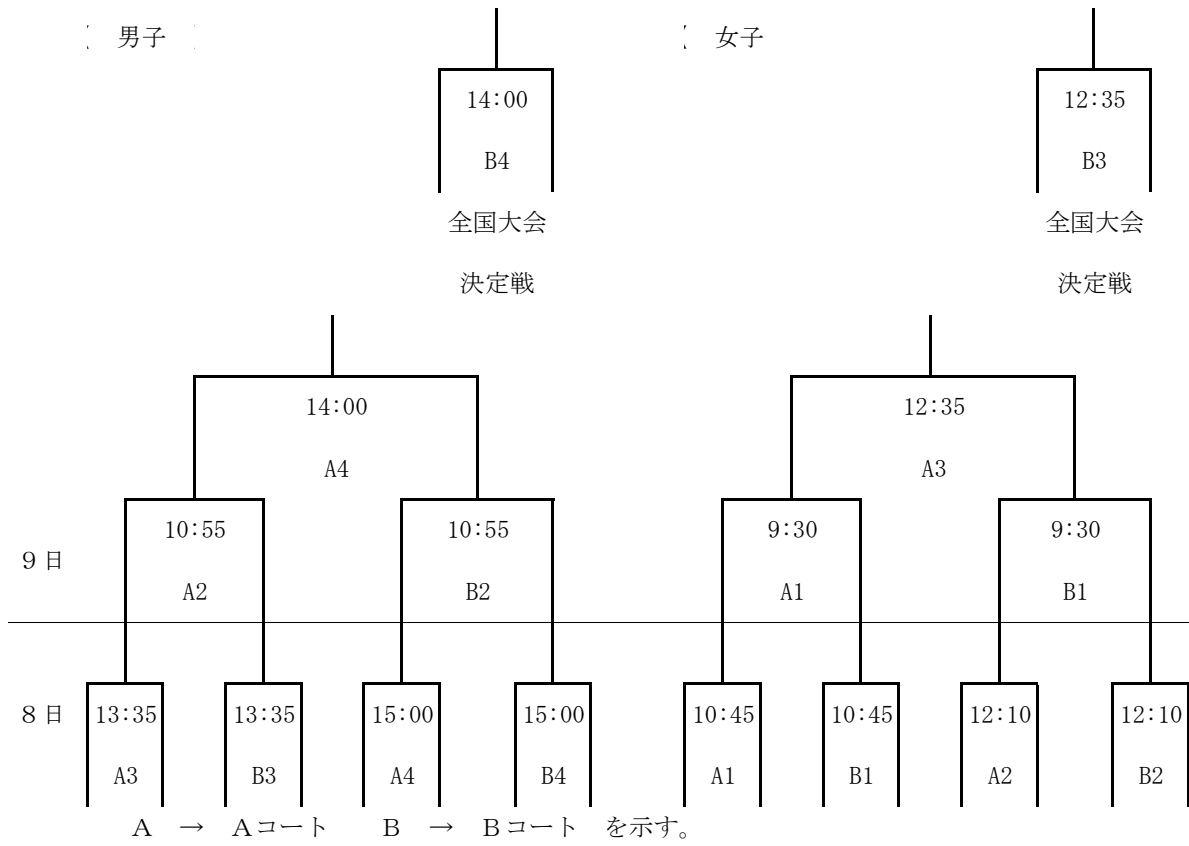 男子 女子
14:00 12:35
B4 B3
全国大会 全国大会
決定戦 決定戦
14:00 12:35
A4 A3
10:55 10:55 9:30 9:30
9日
A2 B2 A1 B1
8日 13:35 13:35 15:00 15:00 10:45 10:45 12:10 12:10
A3 B3 A4 B4 A1 B1 A2 B2
A → Aコート B → Bコート を示す。